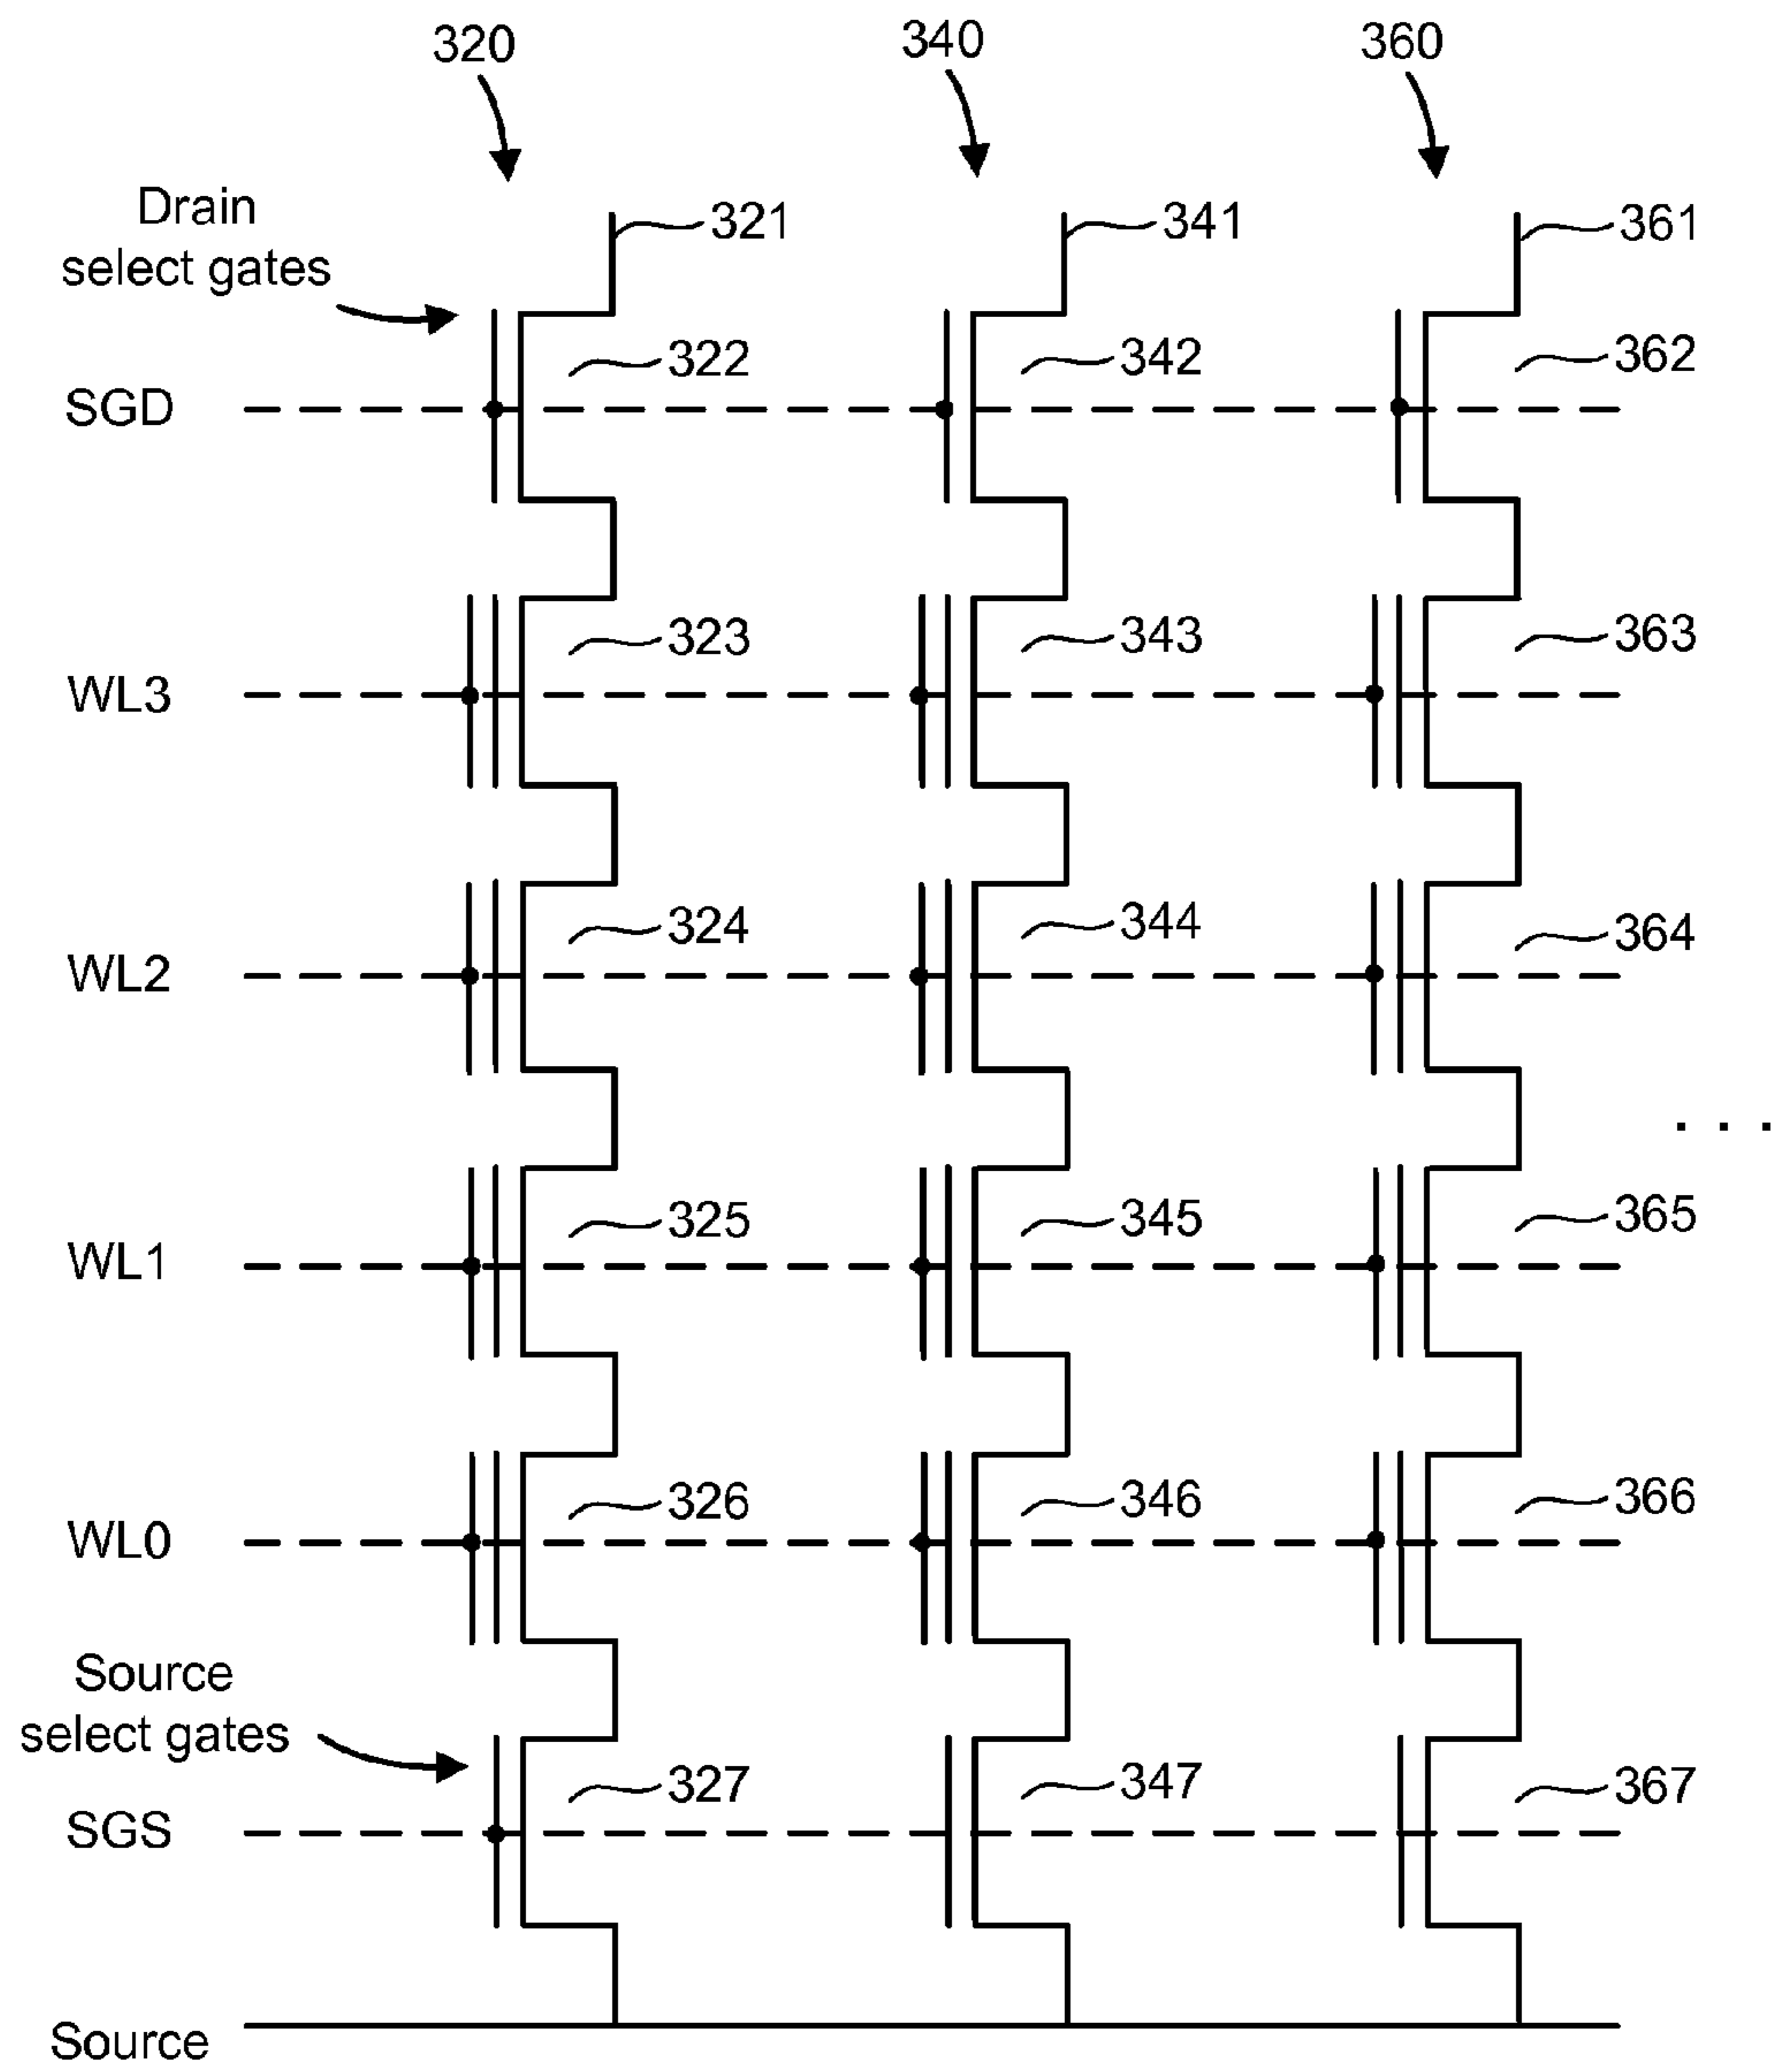 320 340 360
321 341 361
Drain
select gates
322 342 362
SGD
323 343 363
WL3
324 344 364
WL2
. . .
325 345 365
WL1
326 346 366
WL0
Source
select gates
327 347 367
SGS
Source